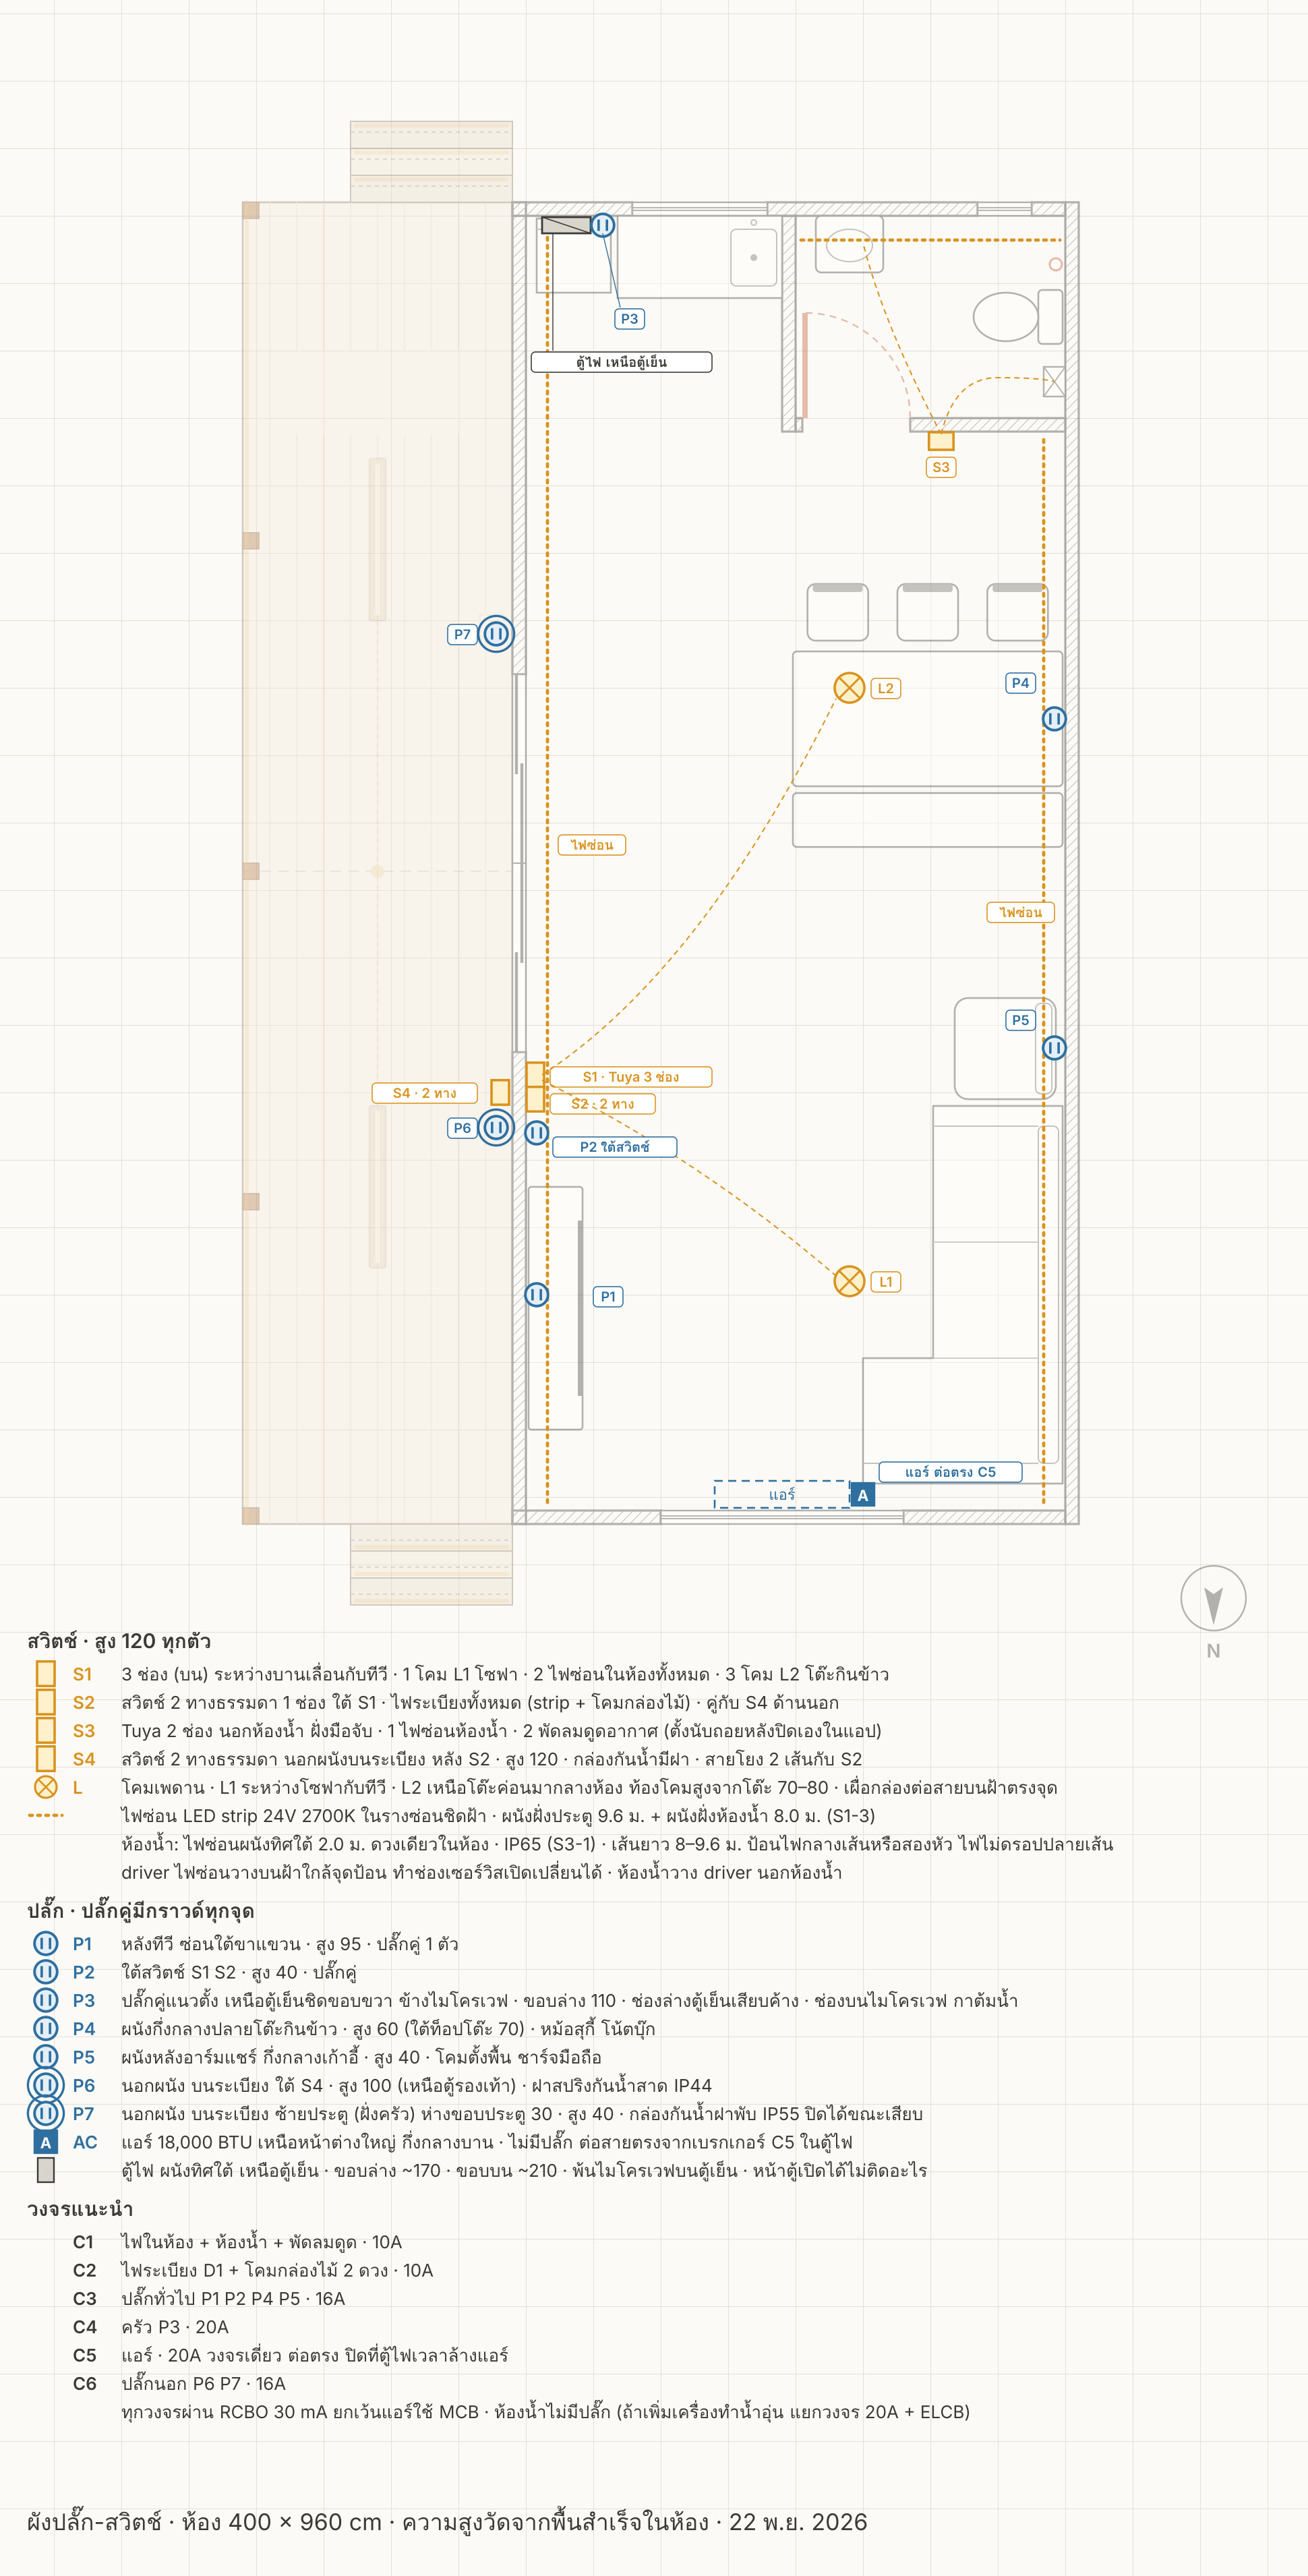 P3
ตู้ไฟ เหนือตู้เย็น
S3
P7
L2
P4
ไฟซ่อน
ไฟซ่อน
P5
S1 · Tuya 3 ช่อง
S4 · 2 ทาง
S2 · 2 ทาง
P6
P2 ใต้สวิตช์
L1
P1
แอร์ ต่อตรง C5
แอร์
A
N
สวิตช์ · สูง 120 ทุกตัว
S1 3 ช่อง (บน) ระหว่างบานเลื่อนกับทีวี · 1 โคม L1 โซฟา · 2 ไฟซ่อนในห้องทั้งหมด · 3 โคม L2 โต๊ะกินข้าว
S2 สวิตช์ 2 ทางธรรมดา 1 ช่อง ใต้ S1 · ไฟระเบียงทั้งหมด (strip + โคมกล่องไม้) · คู่กับ S4 ด้านนอก
S3 Tuya 2 ช่อง นอกห้องน้ำ ฝั่งมือจับ · 1 ไฟซ่อนห้องน้ำ · 2 พัดลมดูดอากาศ (ตั้งนับถอยหลังปิดเองในแอป)
S4 สวิตช์ 2 ทางธรรมดา นอกผนังบนระเบียง หลัง S2 · สูง 120 · กล่องกันน้ำมีฝา · สายโยง 2 เส้นกับ S2
L โคมเพดาน · L1 ระหว่างโซฟากับทีวี · L2 เหนือโต๊ะค่อนมากลางห้อง ท้องโคมสูงจากโต๊ะ 70–80 · เผื่อกล่องต่อสายบนฝ้าตรงจุด
ไฟซ่อน LED strip 24V 2700K ในรางซ่อนชิดฝ้า · ผนังฝั่งประตู 9.6 ม. + ผนังฝั่งห้องน้ำ 8.0 ม. (S1-3)
ห้องน้ำ: ไฟซ่อนผนังทิศใต้ 2.0 ม. ดวงเดียวในห้อง · IP65 (S3-1) · เส้นยาว 8–9.6 ม. ป้อนไฟกลางเส้นหรือสองหัว ไฟไม่ดรอปปลายเส้น
driver ไฟซ่อนวางบนฝ้าใกล้จุดป้อน ทำช่องเซอร์วิสเปิดเปลี่ยนได้ · ห้องน้ำวาง driver นอกห้องน้ำ
ปลั๊ก · ปลั๊กคู่มีกราวด์ทุกจุด
P1 หลังทีวี ซ่อนใต้ขาแขวน · สูง 95 · ปลั๊กคู่ 1 ตัว
P2 ใต้สวิตช์ S1 S2 · สูง 40 · ปลั๊กคู่
P3 ปลั๊กคู่แนวตั้ง เหนือตู้เย็นชิดขอบขวา ข้างไมโครเวฟ · ขอบล่าง 110 · ช่องล่างตู้เย็นเสียบค้าง · ช่องบนไมโครเวฟ กาต้มน้ำ
P4 ผนังกึ่งกลางปลายโต๊ะกินข้าว · สูง 60 (ใต้ท็อปโต๊ะ 70) · หม้อสุกี้ โน้ตบุ๊ก
P5 ผนังหลังอาร์มแชร์ กึ่งกลางเก้าอี้ · สูง 40 · โคมตั้งพื้น ชาร์จมือถือ
P6 นอกผนัง บนระเบียง ใต้ S4 · สูง 100 (เหนือตู้รองเท้า) · ฝาสปริงกันน้ำสาด IP44
P7 นอกผนัง บนระเบียง ซ้ายประตู (ฝั่งครัว) ห่างขอบประตู 30 · สูง 40 · กล่องกันน้ำฝาพับ IP55 ปิดได้ขณะเสียบ
A AC แอร์ 18,000 BTU เหนือหน้าต่างใหญ่ กึ่งกลางบาน · ไม่มีปลั๊ก ต่อสายตรงจากเบรกเกอร์ C5 ในตู้ไฟ
ตู้ไฟ ผนังทิศใต้ เหนือตู้เย็น · ขอบล่าง ~170 · ขอบบน ~210 · พ้นไมโครเวฟบนตู้เย็น · หน้าตู้เปิดได้ไม่ติดอะไร
วงจรแนะนำ
C1 ไฟในห้อง + ห้องน้ำ + พัดลมดูด · 10A
C2 ไฟระเบียง D1 + โคมกล่องไม้ 2 ดวง · 10A
C3 ปลั๊กทั่วไป P1 P2 P4 P5 · 16A
C4 ครัว P3 · 20A
C5 แอร์ · 20A วงจรเดี่ยว ต่อตรง ปิดที่ตู้ไฟเวลาล้างแอร์
C6 ปลั๊กนอก P6 P7 · 16A
ทุกวงจรผ่าน RCBO 30 mA ยกเว้นแอร์ใช้ MCB · ห้องน้ำไม่มีปลั๊ก (ถ้าเพิ่มเครื่องทำน้ำอุ่น แยกวงจร 20A + ELCB)
ผังปลั๊ก-สวิตช์ · ห้อง 400 × 960 cm · ความสูงวัดจากพื้นสำเร็จในห้อง · 22 พ.ย. 2026